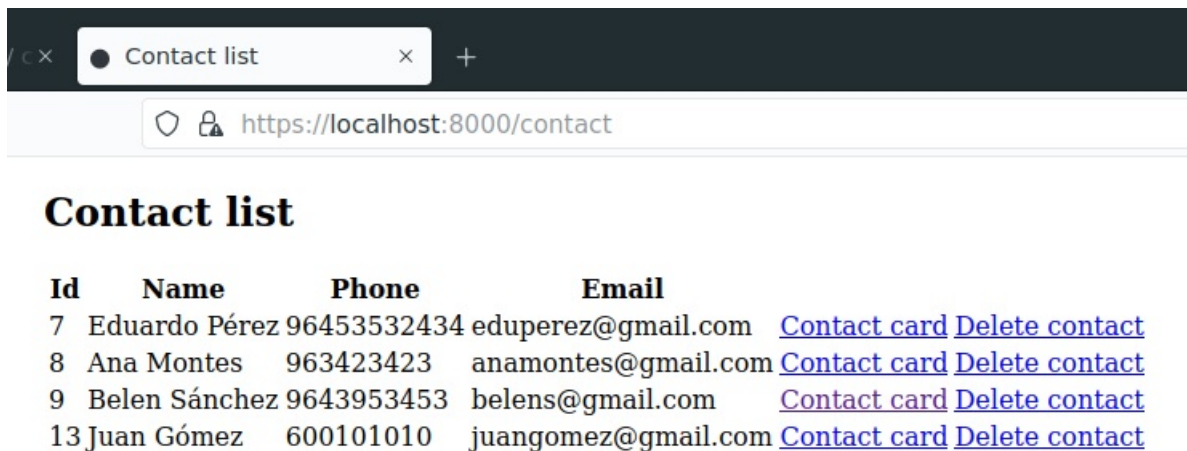 Contact list
https://localhost:8000/contact
Contact list
Id Name Phone Email
7 Eduardo Pérez 96453532434 eduperez@gmail.com Contact card Delete contact
8 Ana Montes 963423423 anamontes@gmail.com Contact card Delete contact
9 Belen Sánchez 9643953453 belens@gmail.com Contact card Delete contact
13 Juan Gómez 600101010 juangomez@gmail.com Contact card Delete contact